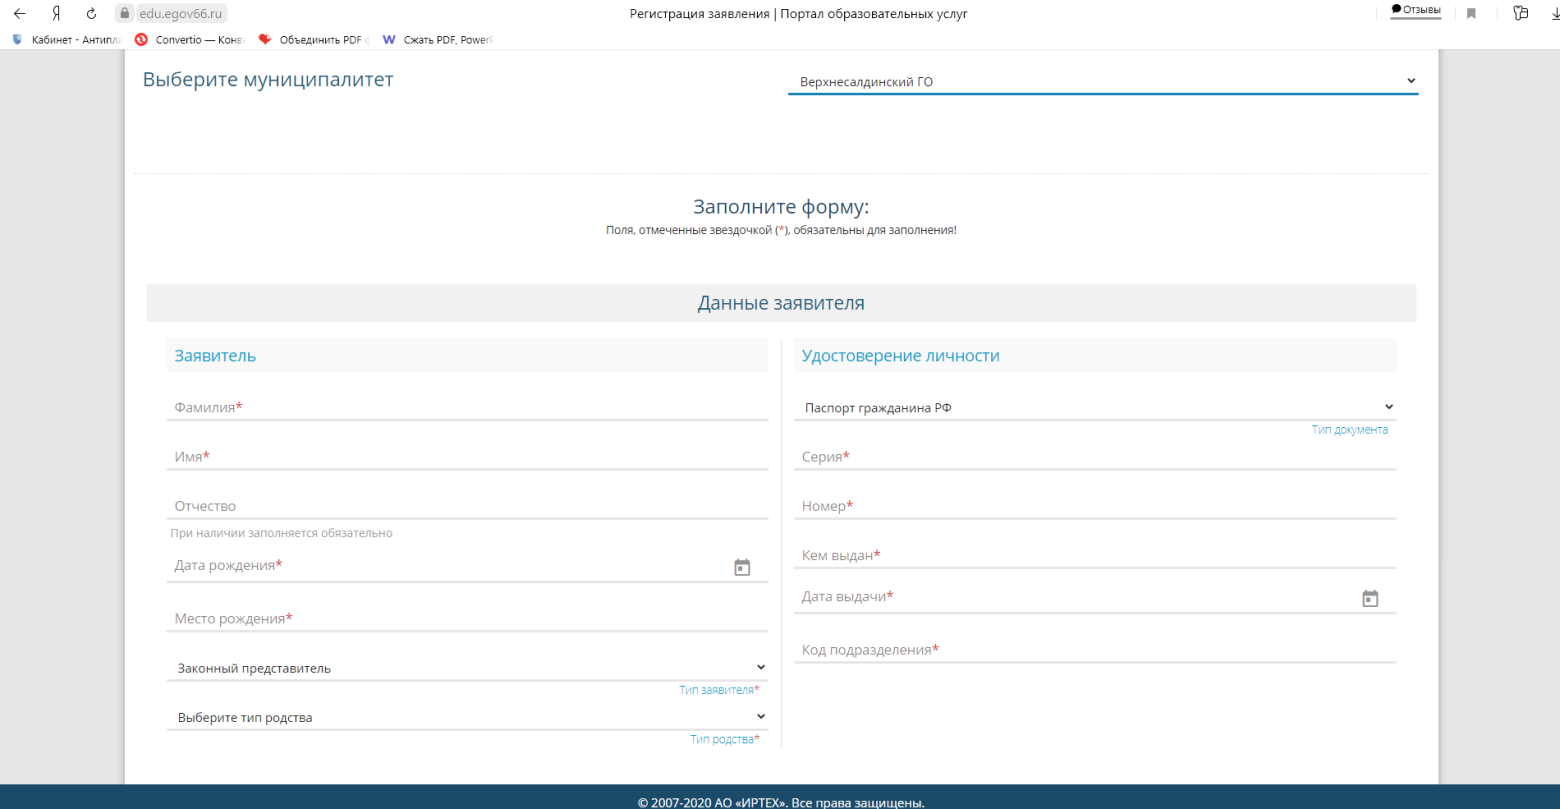 edu.egov66.ru
Регистрация заявления | Портал образовательных услуг
Отзывы
Кабинет - Антипла
Convertio — Конве
Объединить PDF
W Сжать PDF, PowerP
Выберите муниципалитет
Верхнесалдинский ГО
Заполните форму:
Поля, отмеченные звездочкой (*), обязательны для заполнения!
Данные заявителя
Заявитель
Фамилия*
Имя*
Отчество
При наличии заполняется обязательно
Дата рождения*
Место рождения*
Законный представитель
Тип заявителя*
Выберите тип родства
Тип родства*
Удостоверение личности
Паспорт гражданина РФ
Тип документа
Серия*
Номер*
Кем выдан*
Дата выдачи*
Код подразделения*
© 2007-2020 АО «ИРТЕХ». Все права защищены.